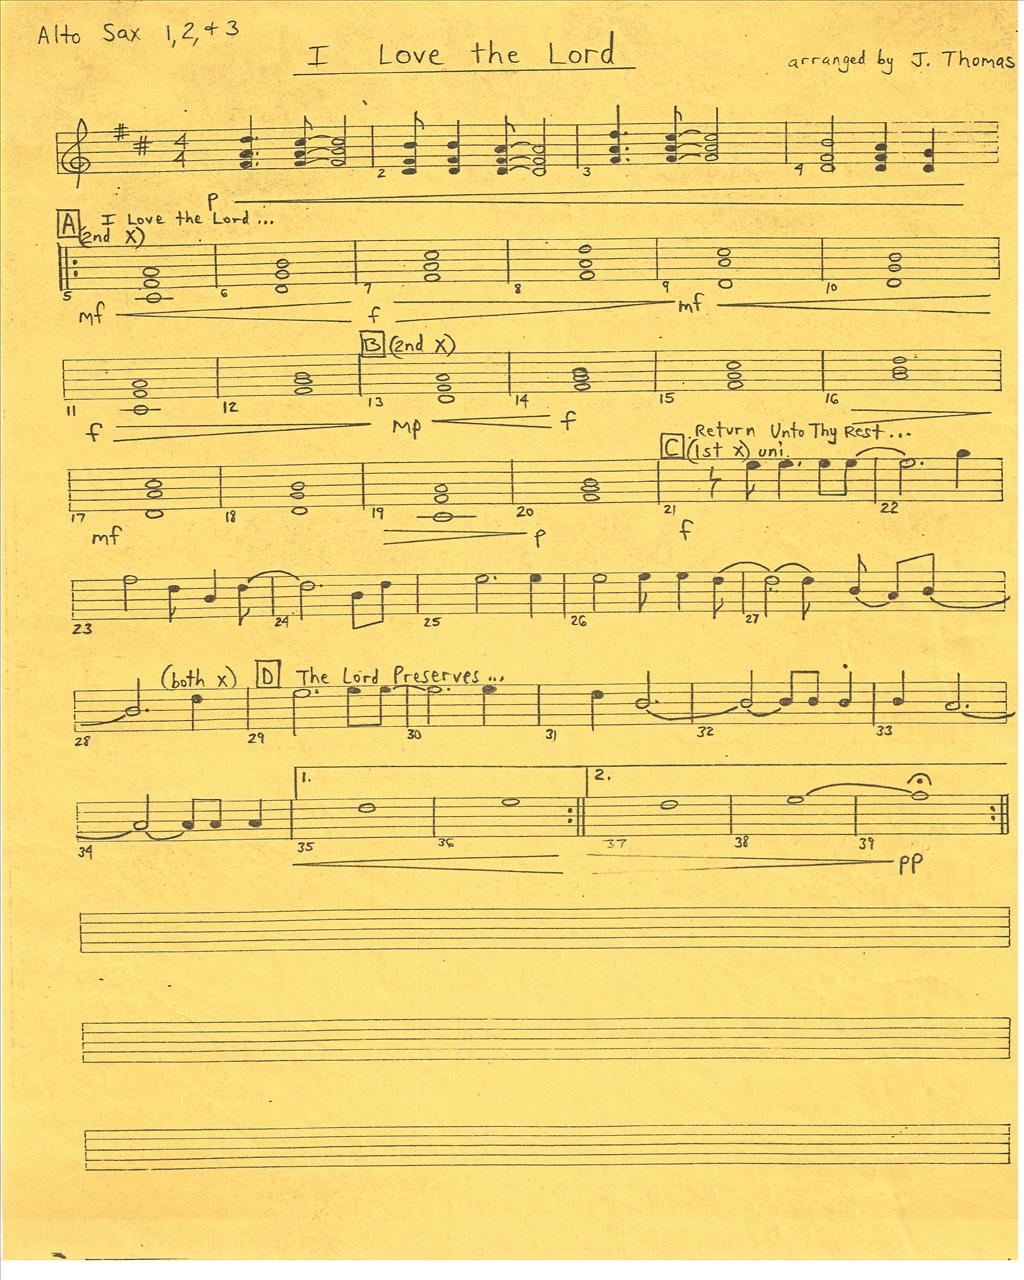 Alto Sax 1, 2, & 3
I Love the Lord
arranged by J. Thomas
4
4
2 3 4
p
A I Love the Lord ...
(2nd X)
5 6 7 8 9 10
mf f mf
B (2nd X)
11 12 13 14 15 16
f mp f
Return Unto Thy Rest ...
C (1st x) uni.
17 18 19 20 21 22
mf p f
23 24 25 26 27
(both x) D The Lord Preserves ...
28 29 30 31 32 33
1. 2.
34 35 36 37 38 39
pp